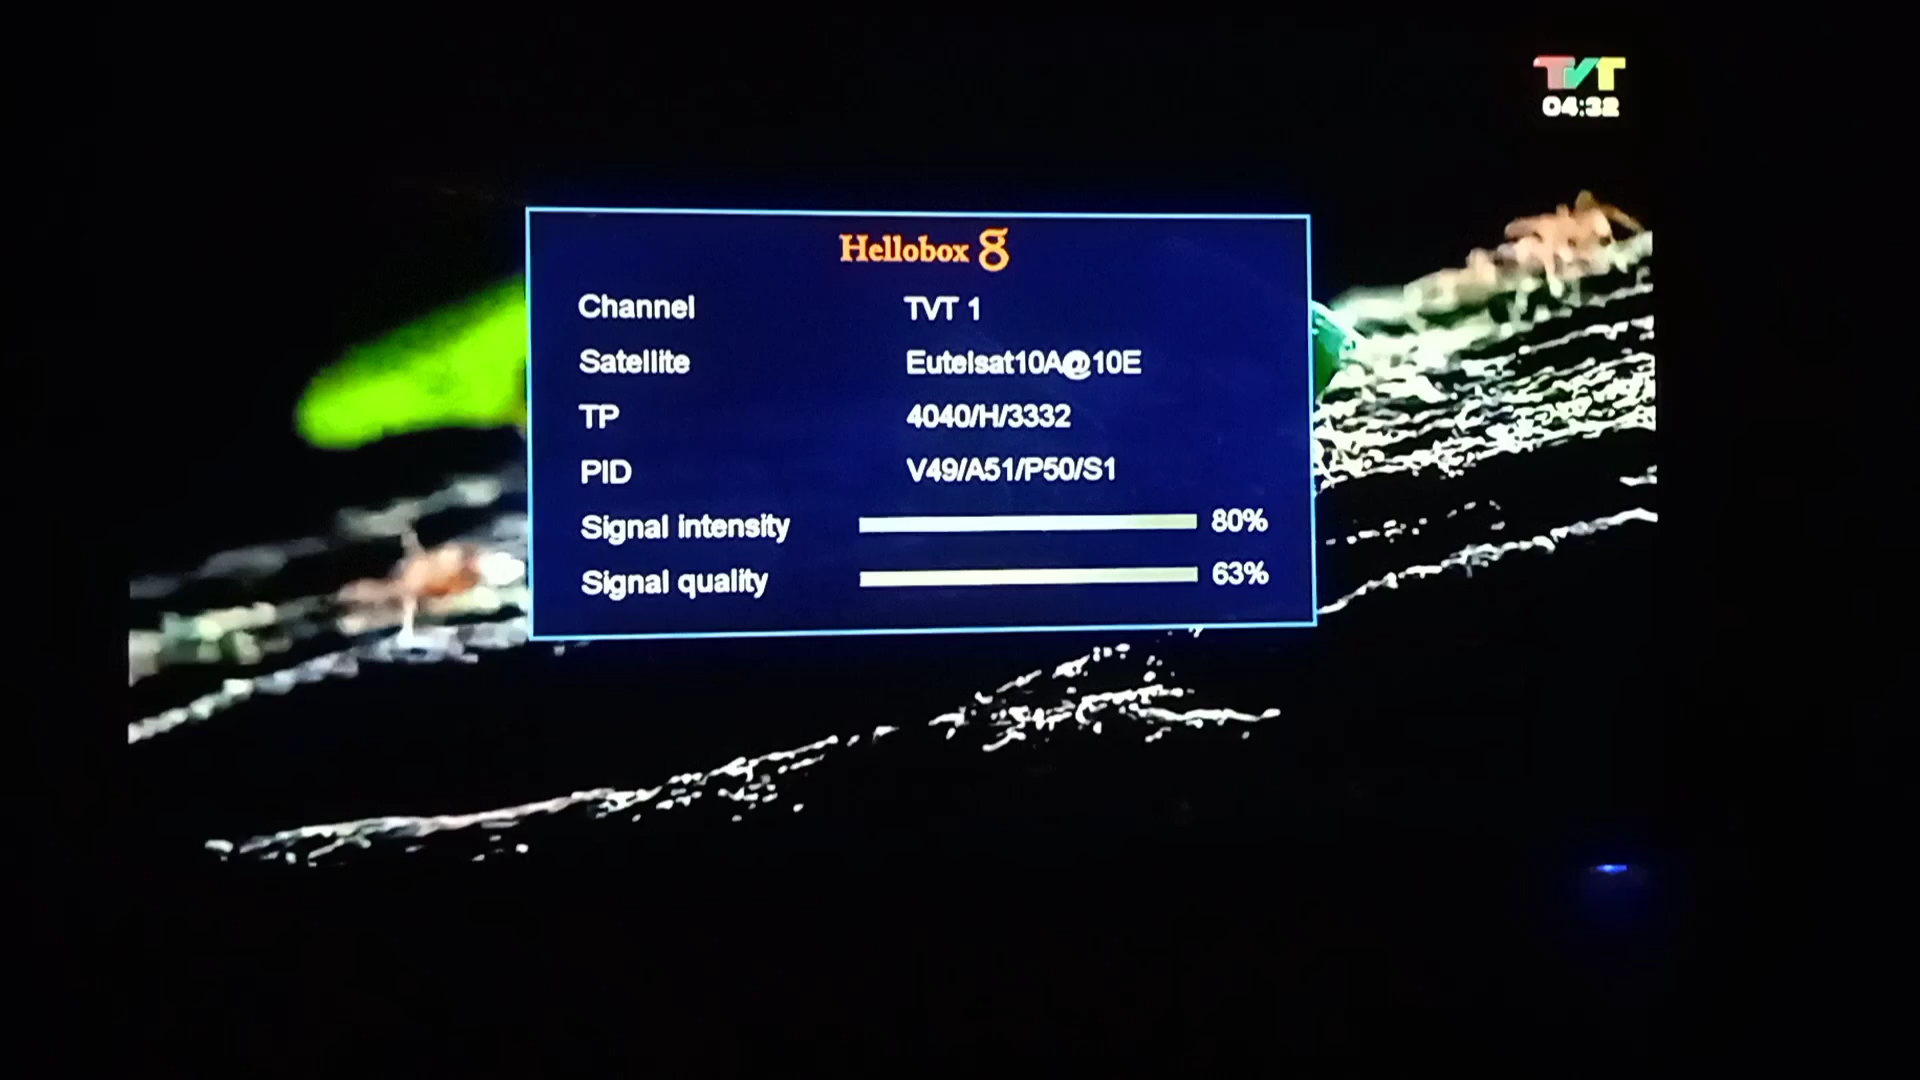 TVT
04:32
Hellobox 8
Channel TVT 1
Satellite Eutelsat10A@10E
TP 4040/H/3332
PID V49/A51/P50/S1
Signal intensity 80%
Signal quality 63%